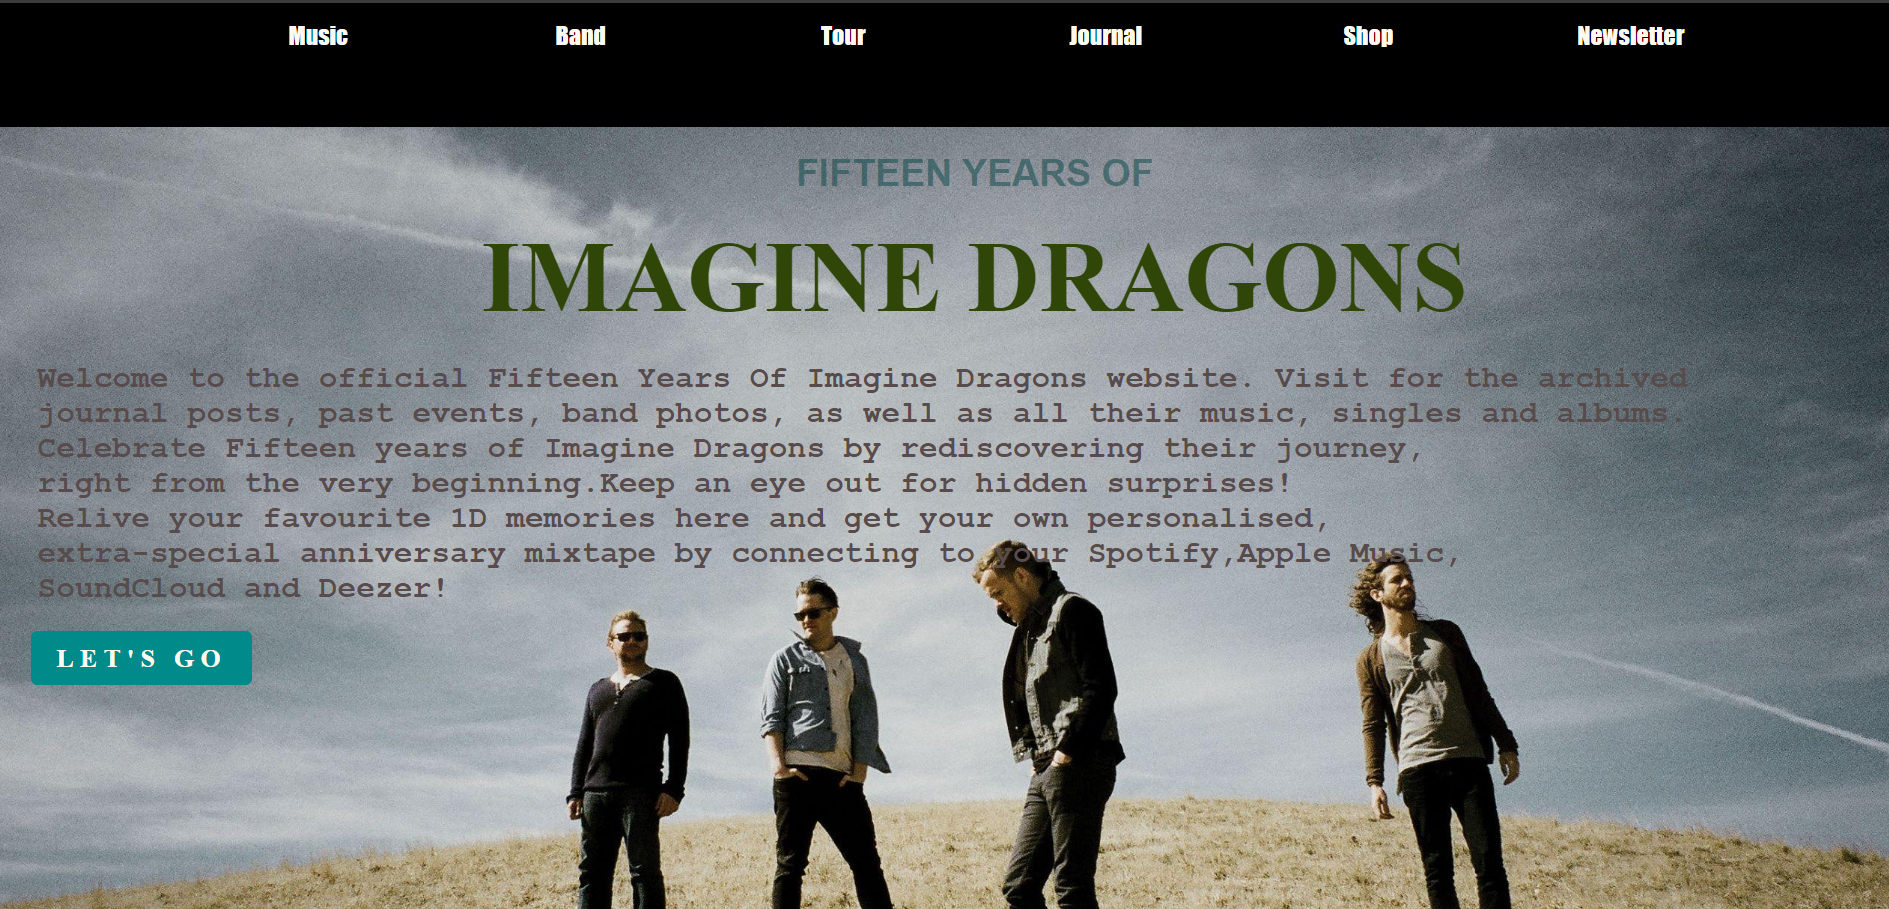 Music Band Tour Journal Shop Newsletter
FIFTEEN YEARS OF
IMAGINE DRAGONS
Welcome to the official Fifteen Years Of Imagine Dragons website. Visit for the archived
journal posts, past events, band photos, as well as all their music, singles and albums.
Celebrate Fifteen years of Imagine Dragons by rediscovering their journey,
right from the very beginning.Keep an eye out for hidden surprises!
Relive your favourite 1D memories here and get your own personalised,
extra-special anniversary mixtape by connecting to your Spotify,Apple Music,
SoundCloud and Deezer!
LET'S GO